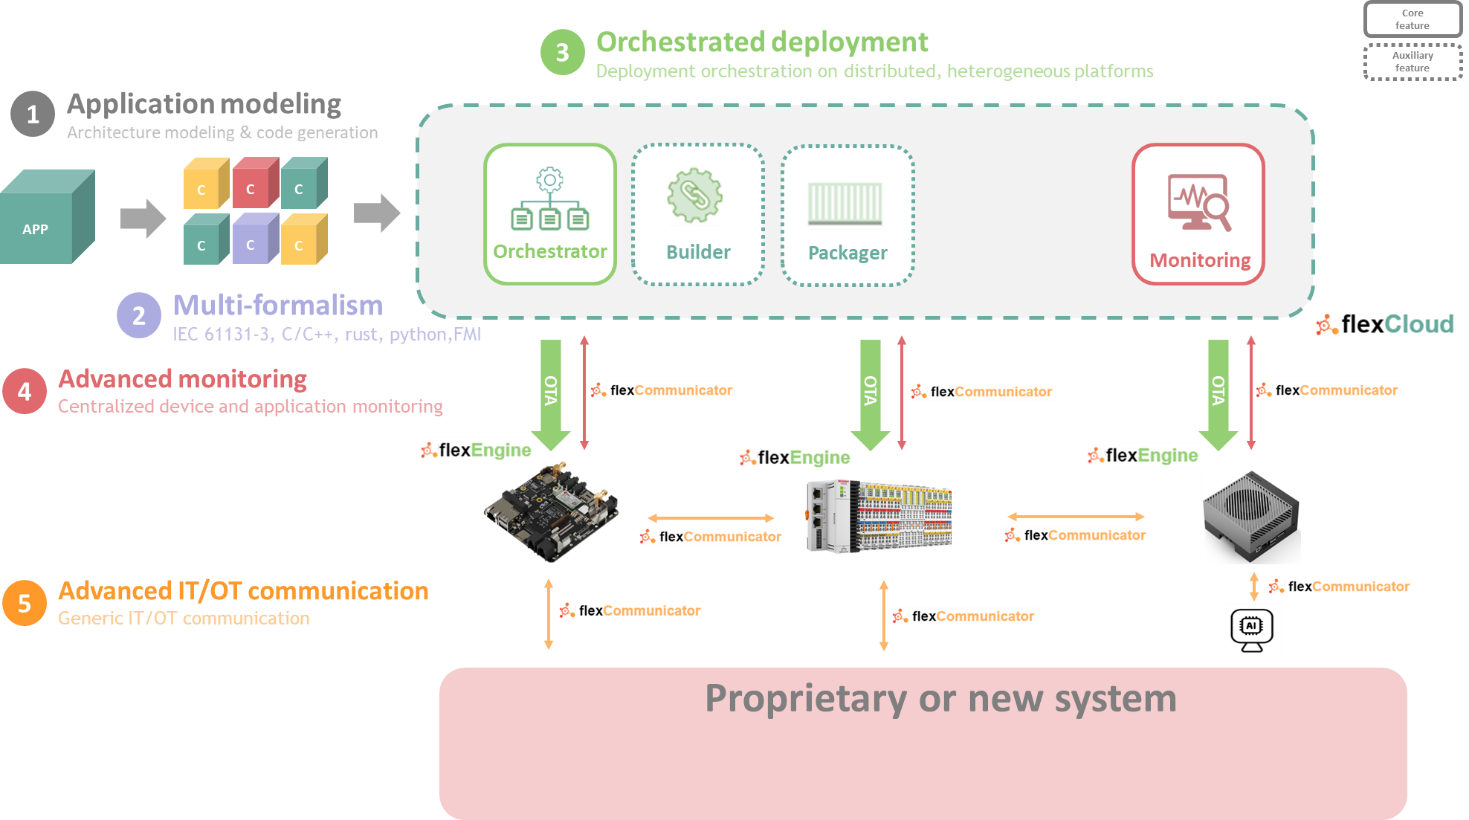 Core
feature
Auxiliary
feature
3
Orchestrated deployment
Deployment orchestration on distributed, heterogeneous platforms
1
Application modeling
Architecture modeling & code generation
APP
C
C
C
C
C
C
Orchestrator
Builder
Packager
Monitoring
2
Multi-formalism
IEC 61131-3, C/C++, rust, python,FMI
flexCloud
4
Advanced monitoring
Centralized device and application monitoring
OTA
flexCommunicator
OTA
flexCommunicator
OTA
flexCommunicator
flexEngine
flexEngine
flexEngine
flexCommunicator
flexCommunicator
5
Advanced IT/OT communication
Generic IT/OT communication
flexCommunicator
flexCommunicator
flexCommunicator
AI
Proprietary or new system